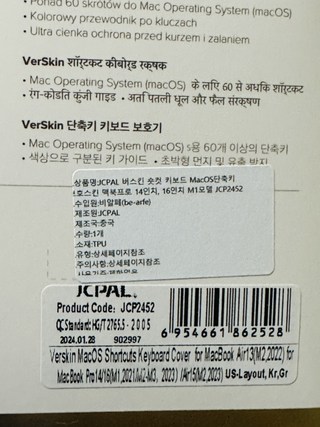 Ponad 60 skrótów do Mac Operating System (macOS)
• Kolorowy przewodnik po kluczach
• Ultra cienka ochrona przed kurzem i zalaniem
VerSkin शॉर्टकट कीबोर्ड रक्षक
• Mac Operating System (macOS) के लिए 60 से अधिक शॉर्टकट
• रंग-कोडित कुंजी गाइड • अति पतली धूल और फैल संरक्षण
VerSkin 단축키 키보드 보호기
• Mac Operating System (macOS) 용 60개 이상의 단축키
• 색상으로 구분된 키 가이드 • 초박형 먼지 및 유출 방지
상품명:JCPAL 버스킨 숏컷 키보드 MacOS단축키
보호스킨 맥북프로 14인치, 16인치 M1모델 JCP2452
수입원:비알페(be-arfe)
제조원:JCPAL
제조국:중국
수량:1개
소재:TPU
유형:상세페이지참조
주의사항:상세페이지참조
JCPAL
Product Code: JCP2452
QC Standard: HG/T 2765.5 - 2005
2024.01.28 902997
6 954661 862528
Verskin MacOS Shortcuts Keyboard Cover for MacBook Air13(M2,2022) for
MacBook Pro14/16(M1,2021/M2-M3, 2023) /Air15(M2,2023) US-Layout, Kr,Gr